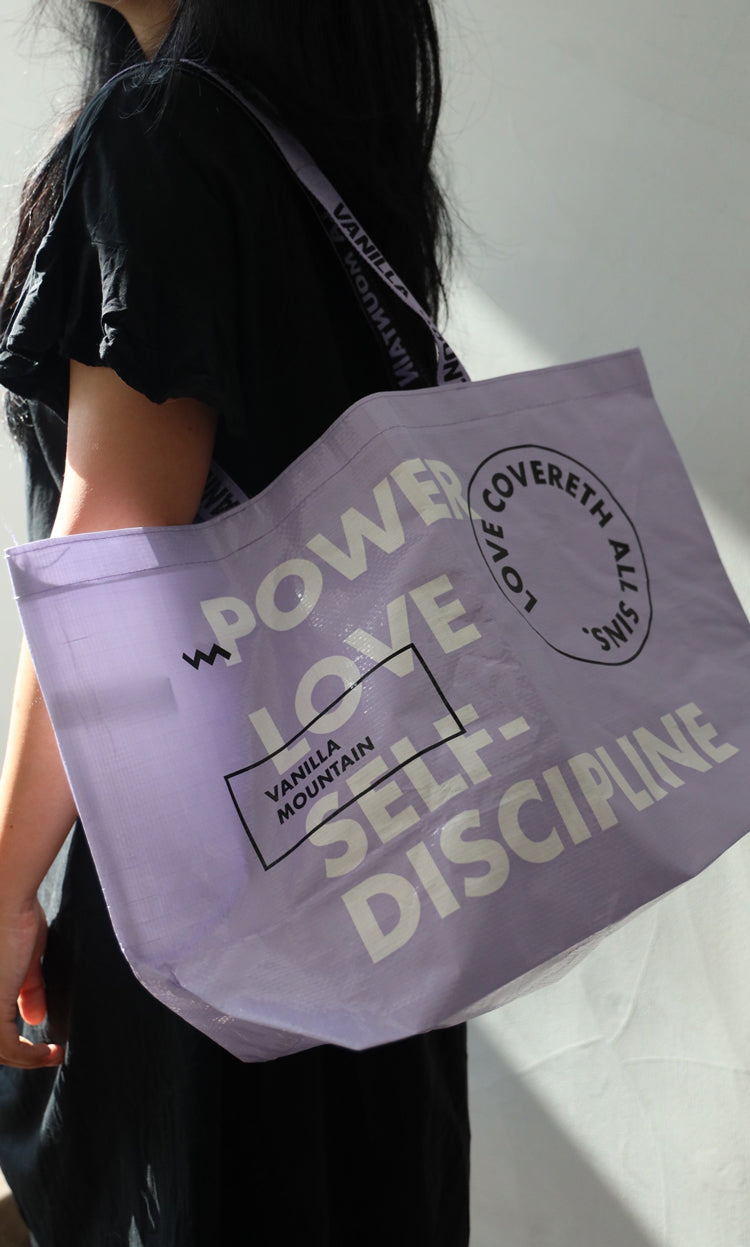 VANILLA
MOUNTAIN
POWER
LOVE
SELF-
DISCIPLINE
LOVE COVERETH ALL SINS.
VANILLA
MOUNTAIN